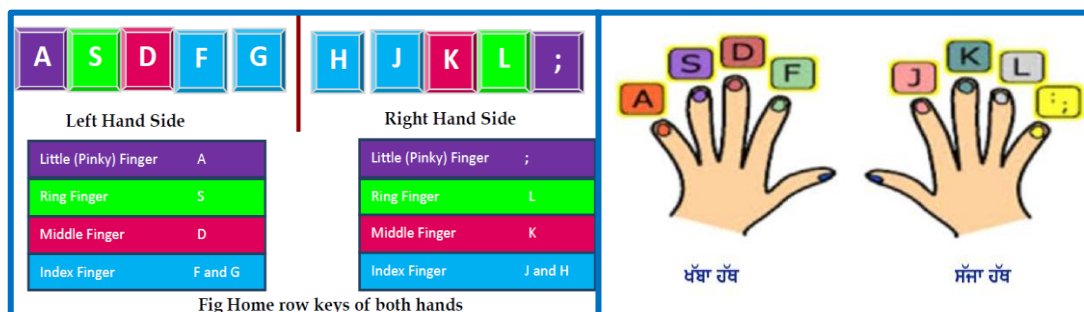 A S D F G
H J K L ;
Left Hand Side
Right Hand Side
Little (Pinky) Finger A
Ring Finger S
Middle Finger D
Index Finger F and G
Little (Pinky) Finger ;
Ring Finger L
Middle Finger K
Index Finger J and H
Fig Home row keys of both hands
A S D F
J K L :;
ਖੱਬਾ ਹੱਥ
ਸੱਜਾ ਹੱਥ